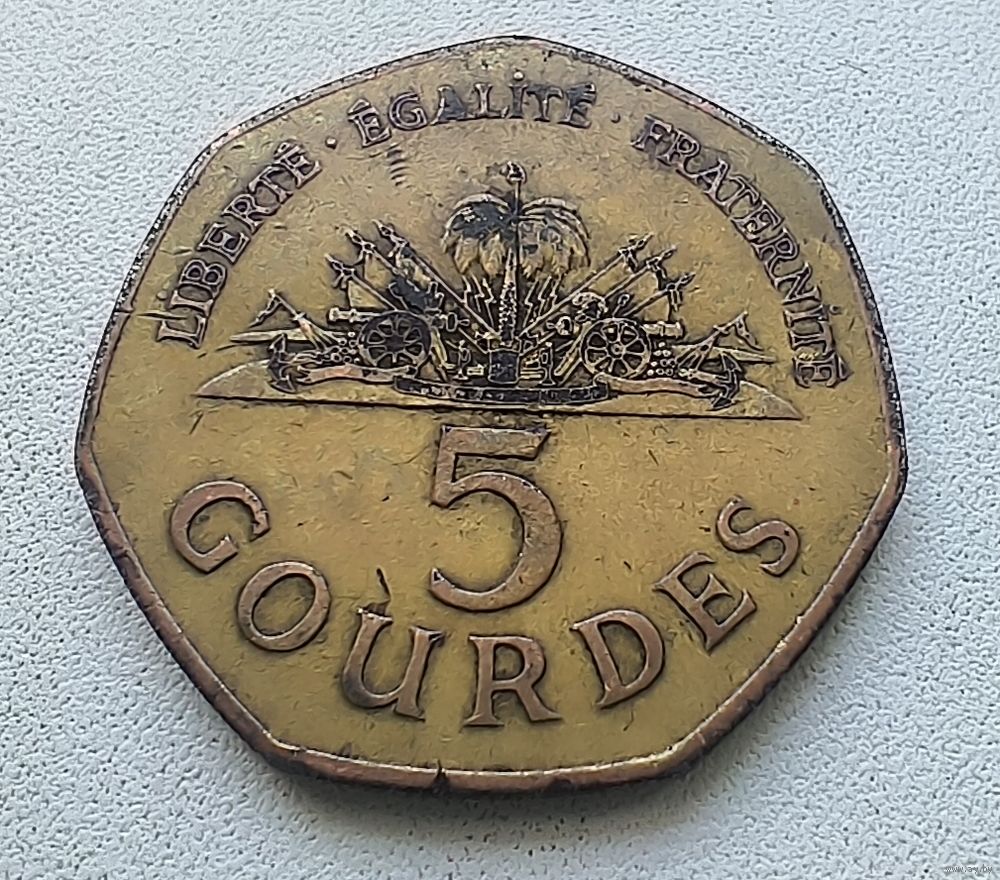 LIBERTÉ · ÉGALITÉ · FRATERNITÉ
5
GOURDES